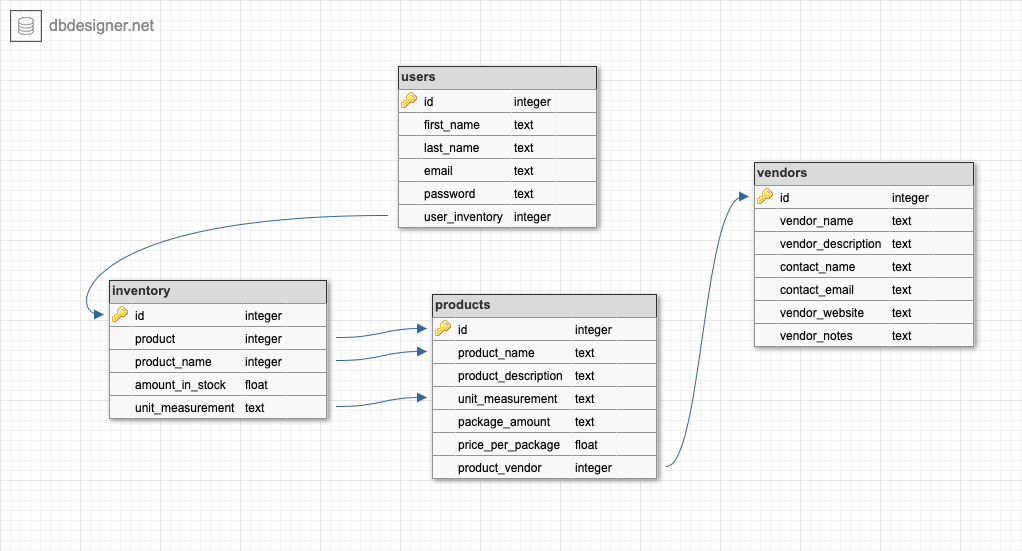 dbdesigner.net
users
id integer
first_name text
last_name text
email text
password text
user_inventory integer
vendors
id integer
vendor_name text
vendor_description text
contact_name text
contact_email text
vendor_website text
vendor_notes text
inventory
id integer
product integer
product_name integer
amount_in_stock float
unit_measurement text
products
id integer
product_name text
product_description text
unit_measurement text
package_amount text
price_per_package float
product_vendor integer